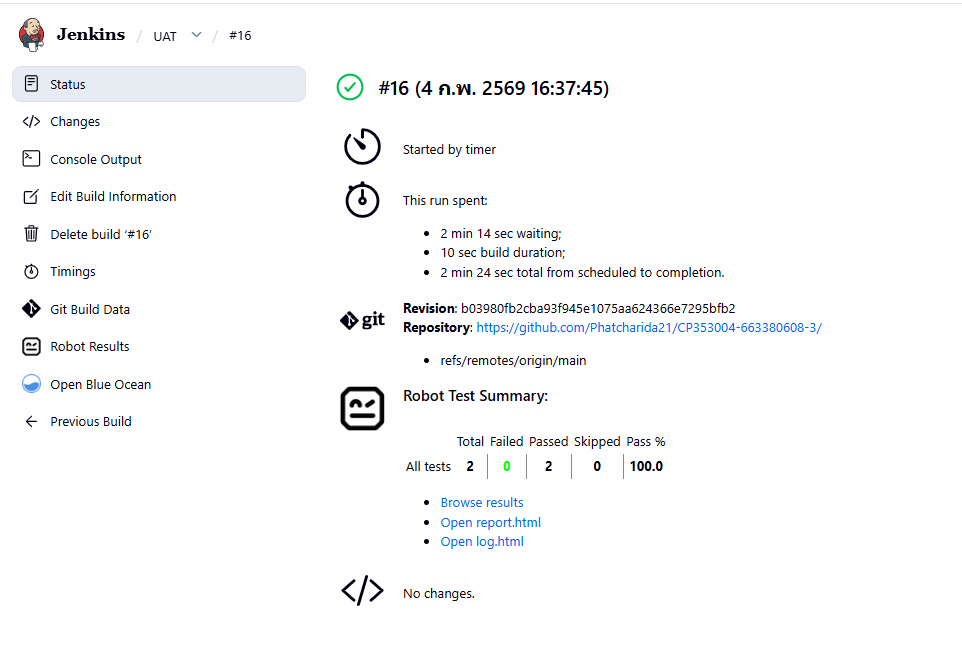 Jenkins / UAT / #16
Status
Changes
Console Output
Edit Build Information
Delete build ‘#16’
Timings
Git Build Data
Robot Results
Open Blue Ocean
Previous Build
#16 (4 ก.พ. 2569 16:37:45)
Started by timer
This run spent:
2 min 14 sec waiting;
10 sec build duration;
2 min 24 sec total from scheduled to completion.
git
Revision: b03980fb2cba93f945e1075aa624366e7295bfb2
Repository: https://github.com/Phatcharida21/CP353004-663380608-3/
refs/remotes/origin/main
Robot Test Summary:
Total Failed Passed Skipped Pass %
All tests 2 0 2 0 100.0
Browse results
Open report.html
Open log.html
No changes.